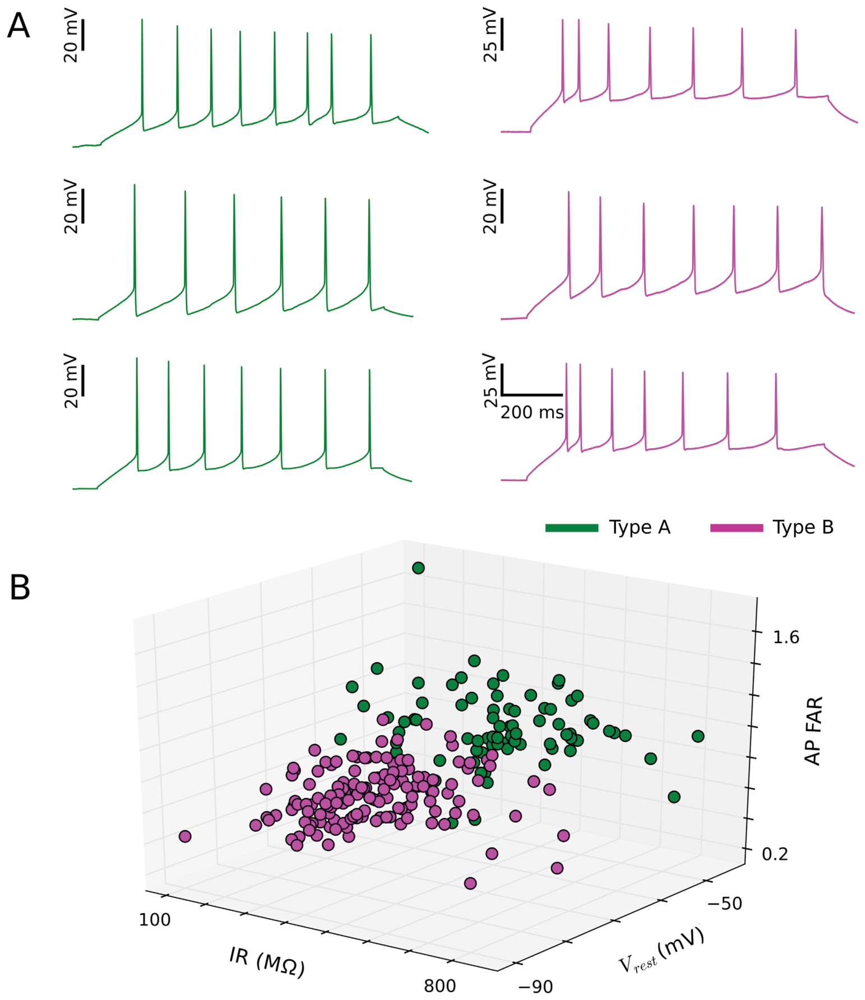 A
20 mV
25 mV
20 mV
20 mV
20 mV
25 mV
200 ms
Type A
Type B
B
1.6
AP FAR
0.2
−50
100
V_rest (mV)
IR (MΩ)
800
−90